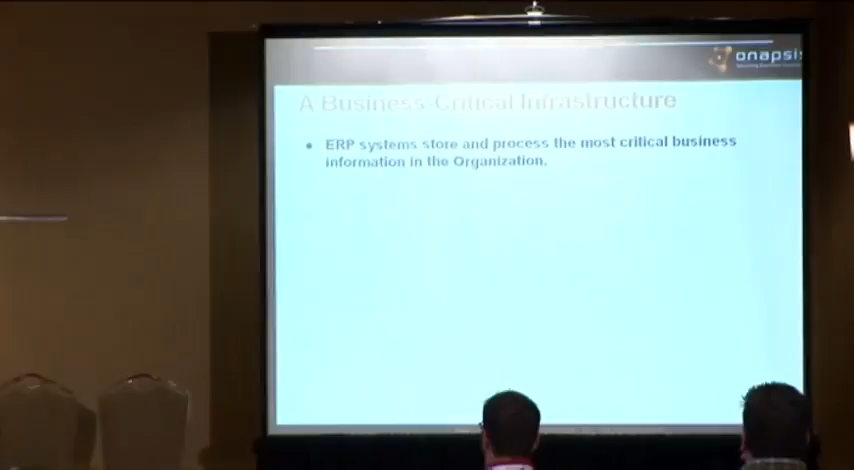 onapsis
A Business-Critical Infrastructure
• ERP systems store and process the most critical business
information in the Organization.